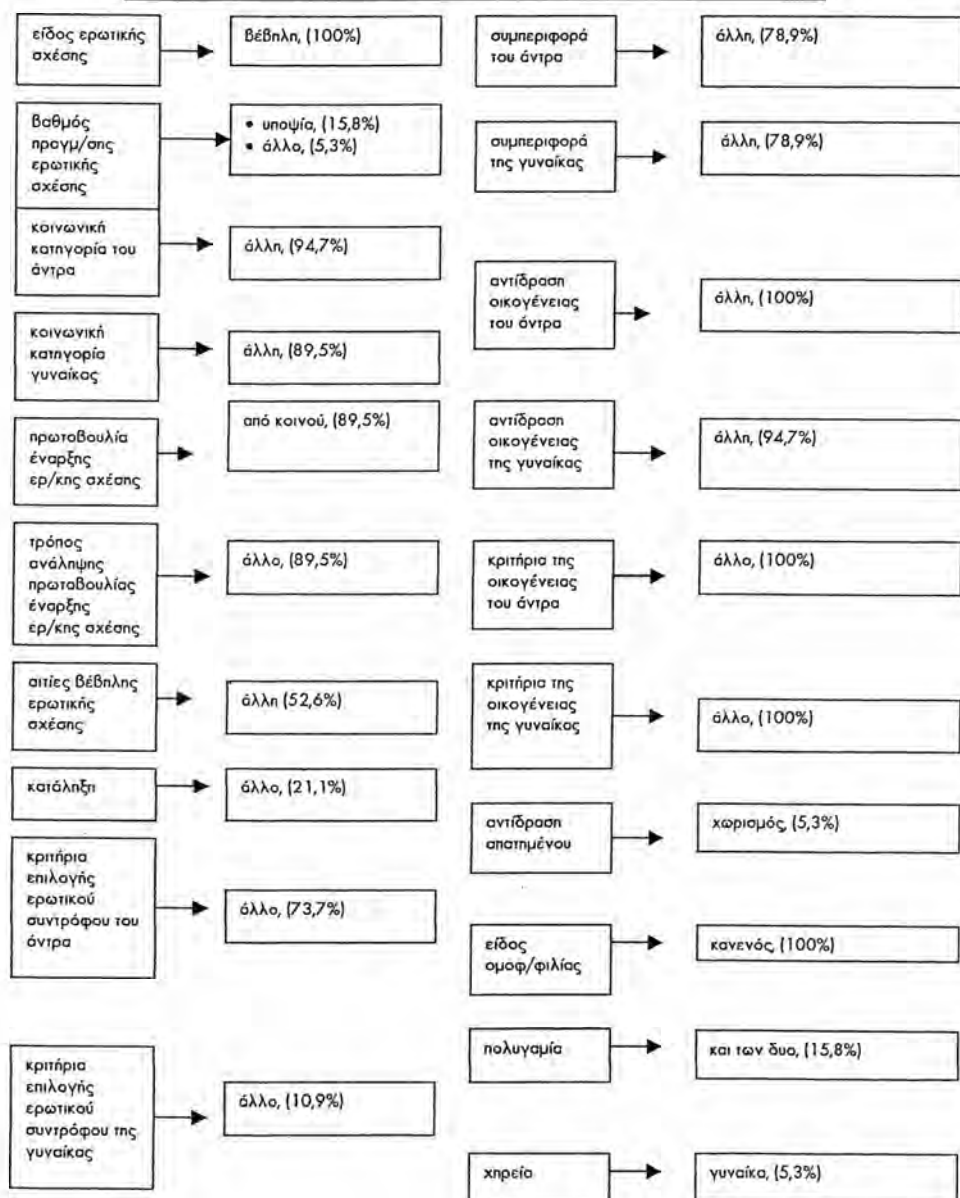 είδος ερωτικής
σχέσης
βέβηλη, (100%)
βαθμός
πραγμ/σης
ερωτικής
σχέσης
• υποψία, (15,8%)
• άλλο, (5,3%)
κοινωνική
κατηγορία του
άντρα
άλλη, (94,7%)
κοινωνική
κατηγορία
γυναίκας
άλλη, (89,5%)
πρωτοβουλία
έναρξης
ερ/κης σχέσης
από κοινού, (89,5%)
τρόπος
ανάληψης
πρωτοβουλίας
έναρξης
ερ/κης σχέσης
άλλο, (89,5%)
αιτίες βέβηλης
ερωτικής
σχέσης
άλλη (52,6%)
κατάληξη
άλλο, (21,1%)
κριτήρια
επιλογής
ερωτικού
συντρόφου του
άντρα
άλλο, (73,7%)
κριτήρια
επιλογής
ερωτικού
συντρόφου της
γυναίκας
άλλο, (10,9%)
συμπεριφορά
του άντρα
άλλη, (78,9%)
συμπεριφορά
της γυναίκας
άλλη, (78,9%)
αντίδραση
οικογένειας
του άντρα
άλλη, (100%)
αντίδραση
οικογένειας
της γυναίκας
άλλη, (94,7%)
κριτήρια της
οικογένειας
του άντρα
άλλο, (100%)
κριτήρια της
οικογένειας
της γυναίκας
άλλο, (100%)
αντίδραση
απατημένου
χωρισμός, (5,3%)
είδος
ομοφ/φιλίας
κανενός, (100%)
πολυγαμία
και των δυο, (15,8%)
χηρεία
γυναίκα, (5,3%)